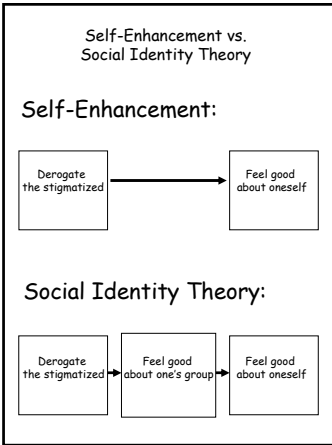 Self-Enhancement vs.
Social Identity Theory
Self-Enhancement:
Derogate
the stigmatized
Feel good
about oneself
Social Identity Theory:
Derogate
the stigmatized
Feel good
about one's group
Feel good
about oneself